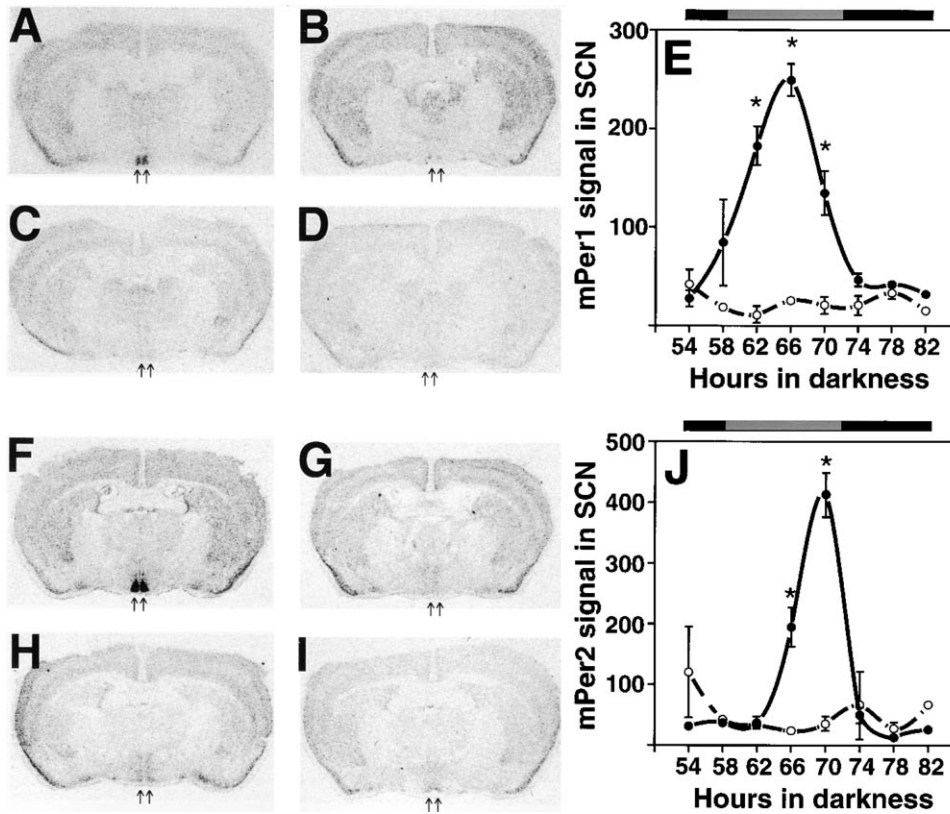 A
B
C
D
E
mPer1 signal in SCN
300
200
100
*
*
*
54 58 62 66 70 74 78 82
Hours in darkness
F
G
H
I
J
mPer2 signal in SCN
500
400
300
200
100
*
*
54 58 62 66 70 74 78 82
Hours in darkness